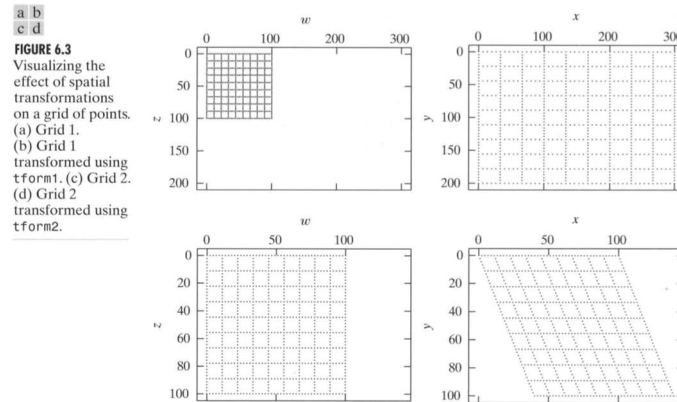 a b
c d
FIGURE 6.3
Visualizing the
effect of spatial
transformations
on a grid of points.
(a) Grid 1.
(b) Grid 1
transformed using
tform1. (c) Grid 2.
(d) Grid 2
transformed using
tform2.
w
0 100 200 300
0
50
100
150
200
z
x
0 100 200 300
0
50
100
150
200
y
w
0 50 100
0
20
40
60
80
100
z
x
0 50 100
0
20
40
60
80
100
y